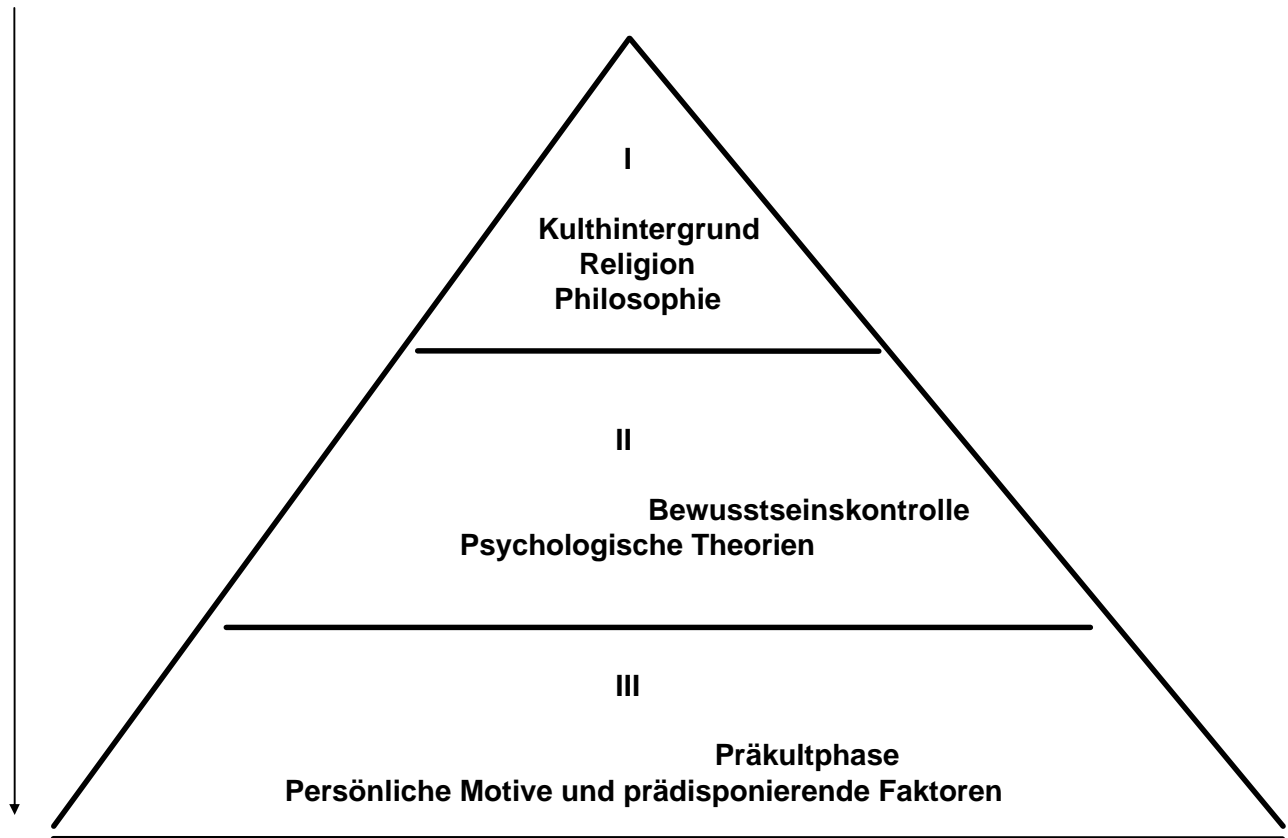 I
Kulthintergrund
Religion
Philosophie
II
Bewusstseinskontrolle
Psychologische Theorien
III
Präkultphase
Persönliche Motive und prädisponierende Faktoren